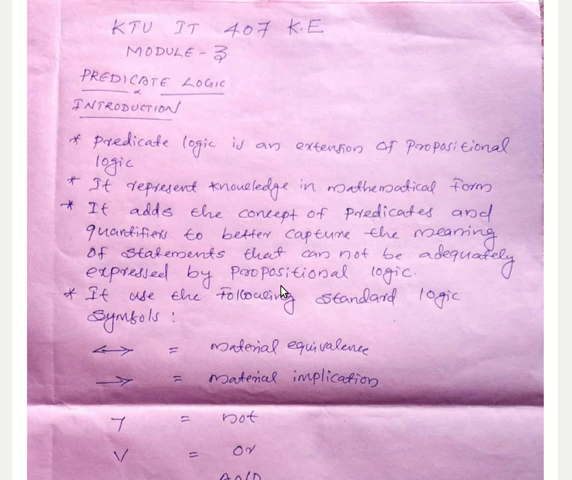 KTU IT 407 K.E
MODULE - 3
PREDICATE LOGIC
INTRODUCTION
* Predicate logic is an extension of Propositional
logic
* It represent knowledge in mathematical form
* It adds the concept of predicates and
quantifiers to better capture the meaning
of statements that can not be adequately
expressed by propositional logic.
* It use the following standard logic
symbols :
↔ = material equivalence
→ = material implication
¬ = not
∨ = or
AND